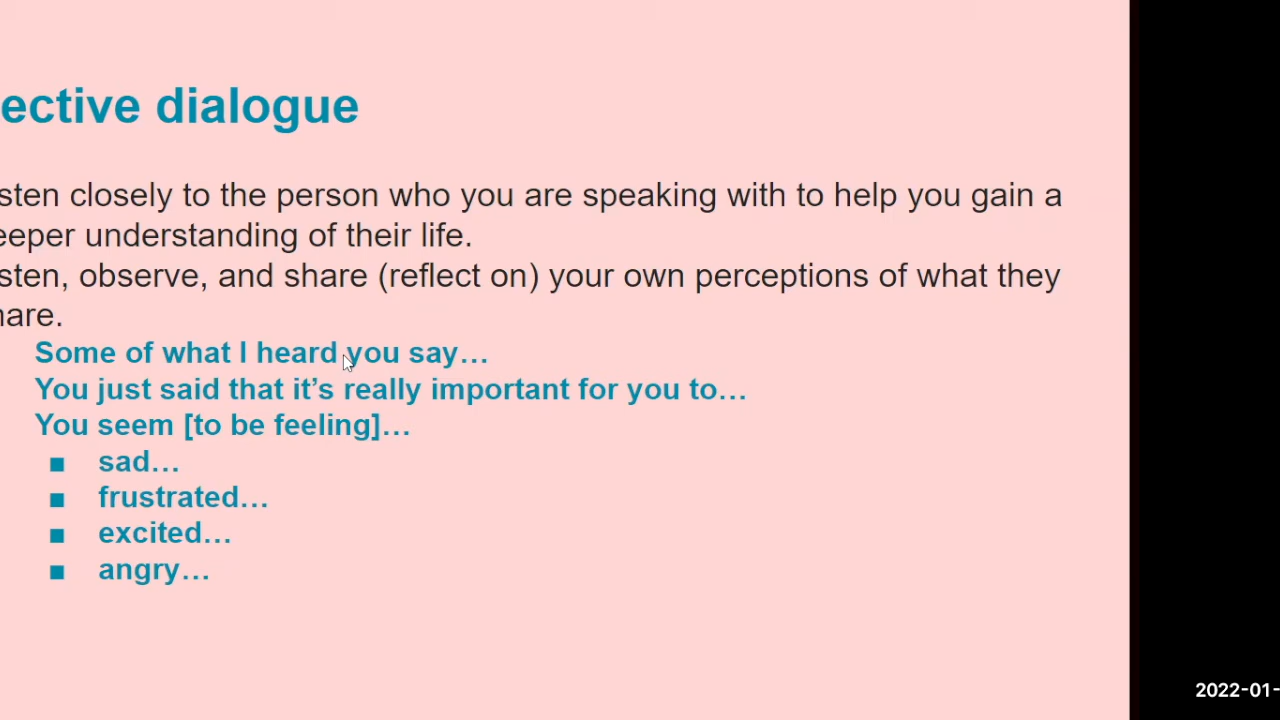 ective dialogue
sten closely to the person who you are speaking with to help you gain a
eeper understanding of their life.
sten, observe, and share (reflect on) your own perceptions of what they
are.
Some of what I heard you say…
You just said that it’s really important for you to…
You seem [to be feeling]…
■ sad…
■ frustrated…
■ excited…
■ angry…
2022-01-